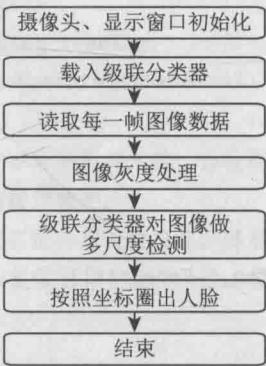 摄像头、显示窗口初始化
载入级联分类器
读取每一帧图像数据
图像灰度处理
级联分类器对图像做
多尺度检测
按照坐标圈出人脸
结束